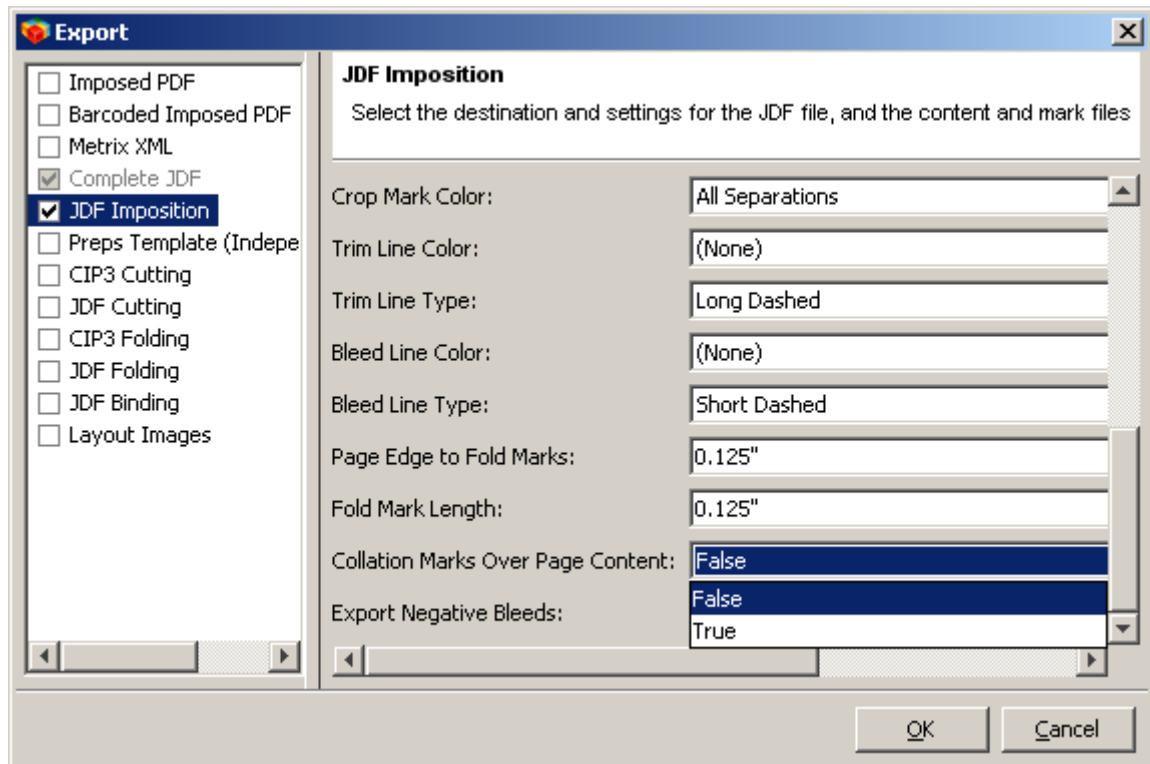 Export
Imposed PDF
Barcoded Imposed PDF
Metrix XML
Complete JDF
JDF Imposition
Preps Template (Indepe
CIP3 Cutting
JDF Cutting
CIP3 Folding
JDF Folding
JDF Binding
Layout Images
JDF Imposition
Select the destination and settings for the JDF file, and the content and mark files
Crop Mark Color: All Separations
Trim Line Color: (None)
Trim Line Type: Long Dashed
Bleed Line Color: (None)
Bleed Line Type: Short Dashed
Page Edge to Fold Marks: 0.125"
Fold Mark Length: 0.125"
Collation Marks Over Page Content: False
Export Negative Bleeds: False
True
OK Cancel